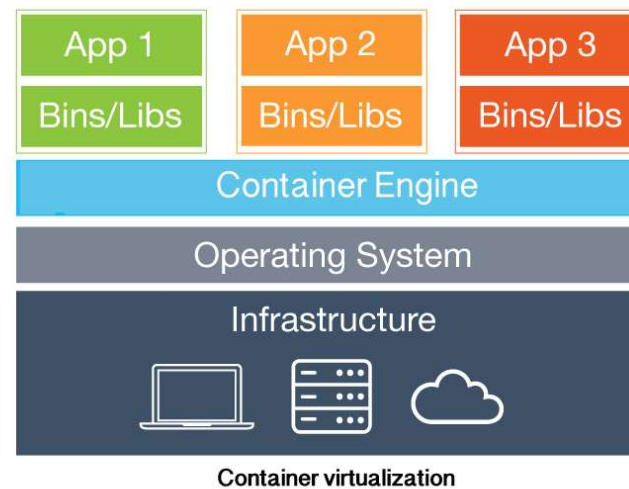 App 1
App 2
App 3
Bins/Libs
Bins/Libs
Bins/Libs
Container Engine
Operating System
Infrastructure
Container virtualization